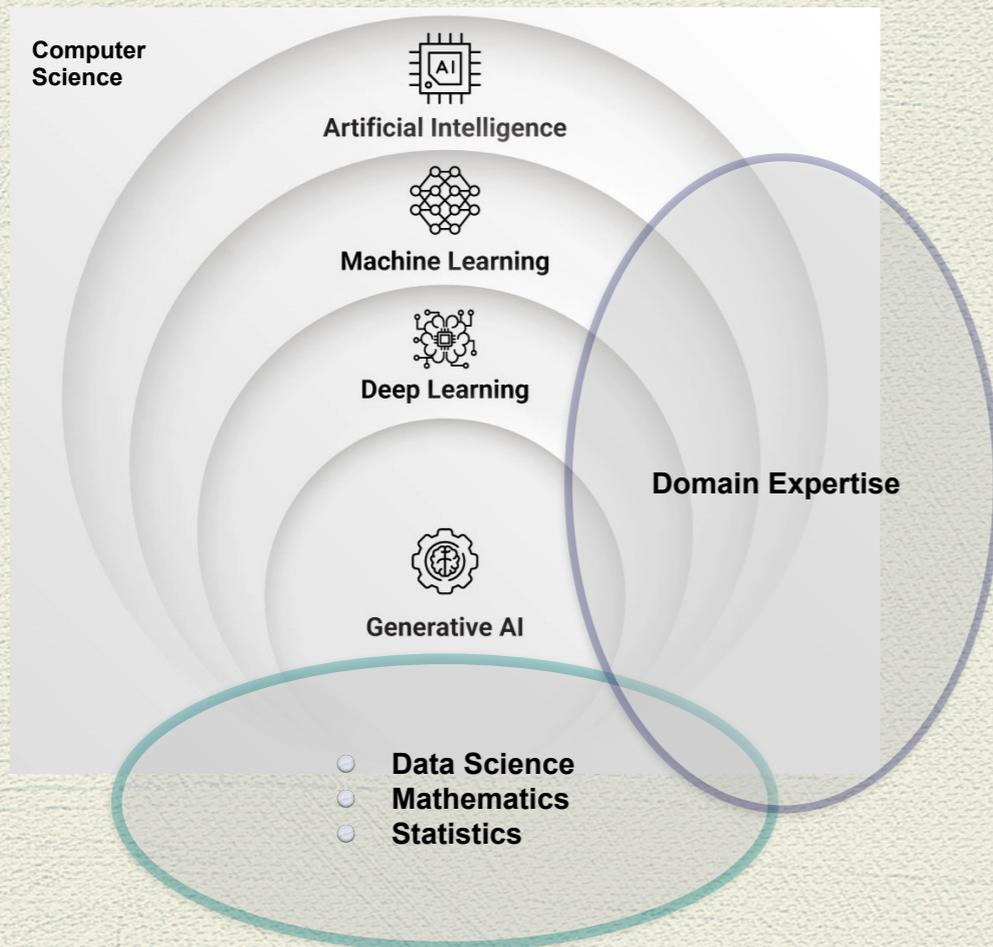 Computer
Science
AI
Artificial Intelligence
Machine Learning
Deep Learning
Domain Expertise
Generative AI
Data Science
Mathematics
Statistics